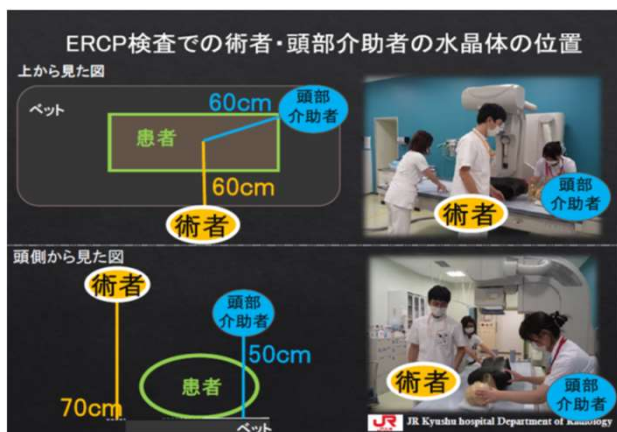 ERCP検査での術者・頭部介助者の水晶体の位置
上から見た図
ベット
60cm
頭部
介助者
患者
60cm
術者
頭部
介助者
術者
頭側から見た図
術者
頭部
介助者
50cm
患者
70cm
ベット
術者
頭部
介助者
JR Kyushu hospital Department of Radiology